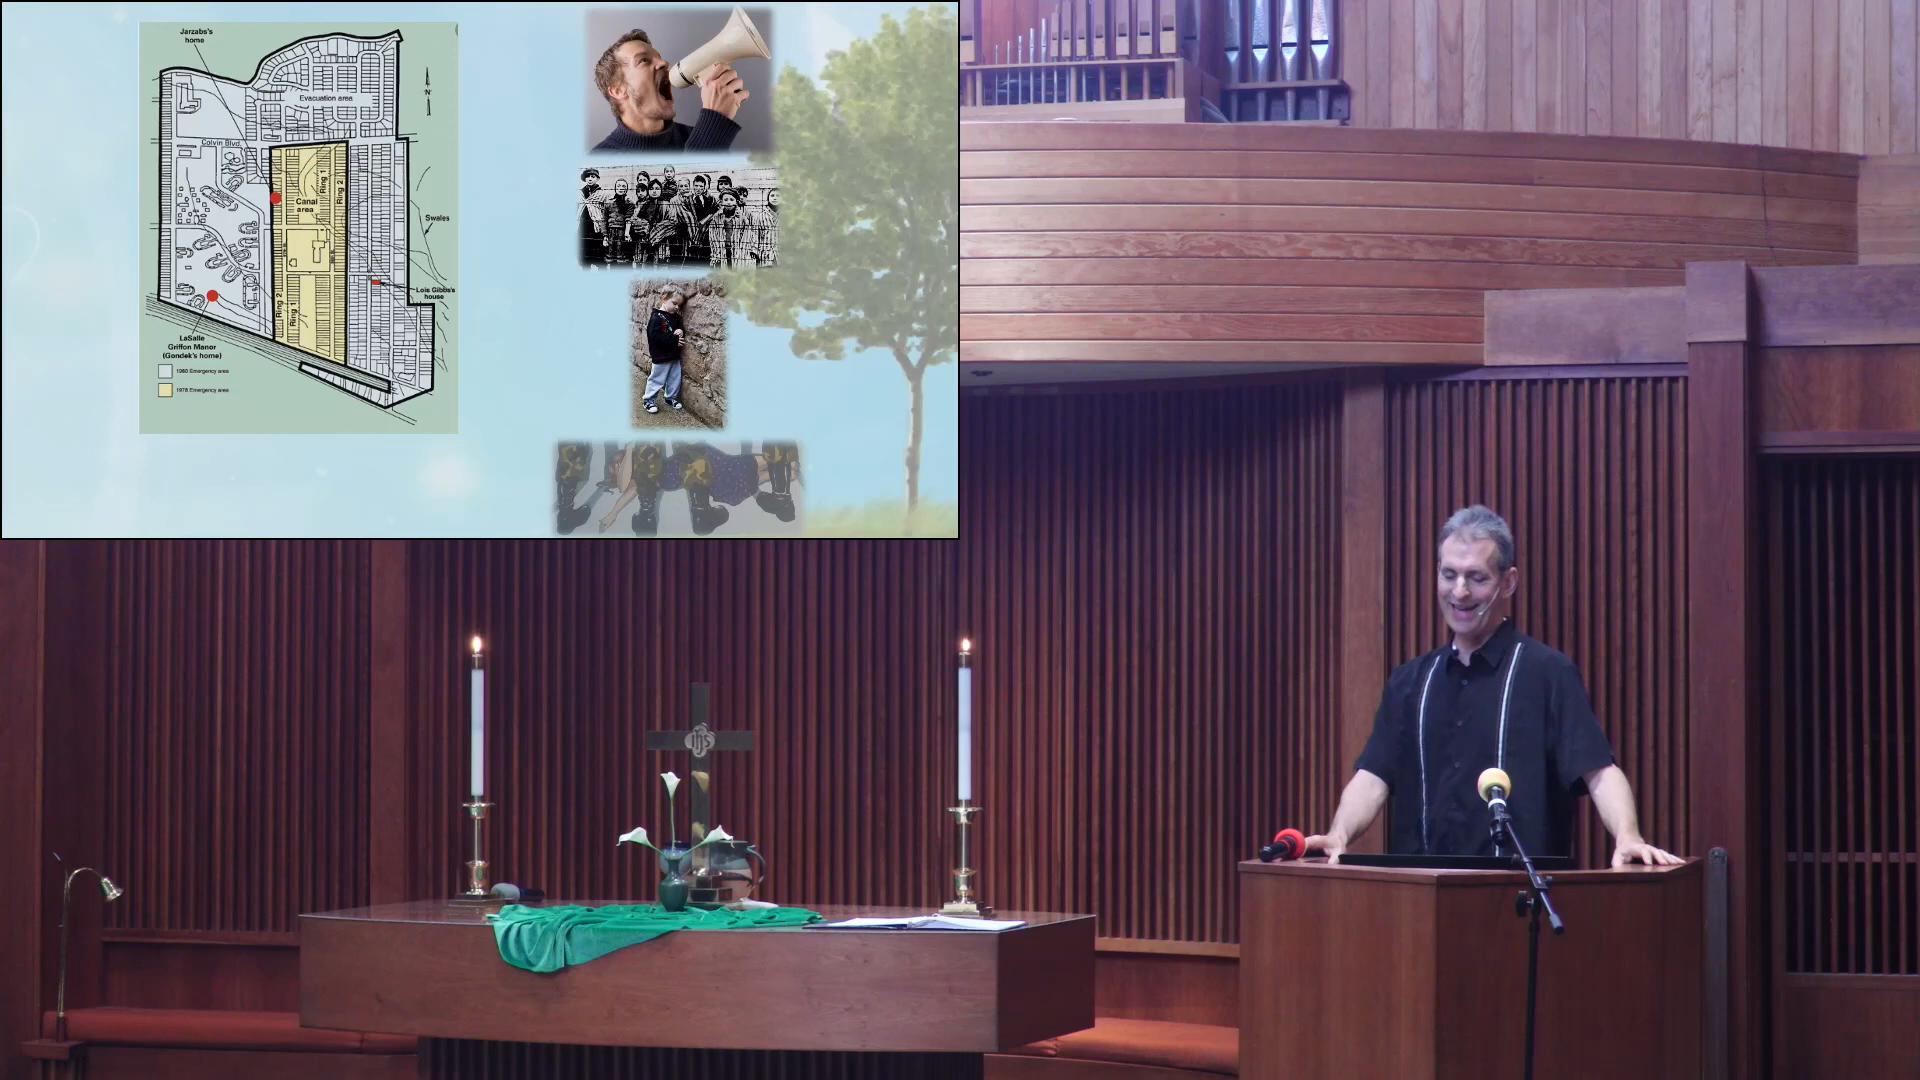 Jarzabs's
home
Evacuation area
N
Colvin Blvd.
Ring 1
Ring 2
Canal
area
Swales
Lois Gibbs's
house
Ring 2
Ring 1
LaSalle
Griffon Manor
(Gondek's home)
1980 Emergency area
1978 Emergency area
ihs